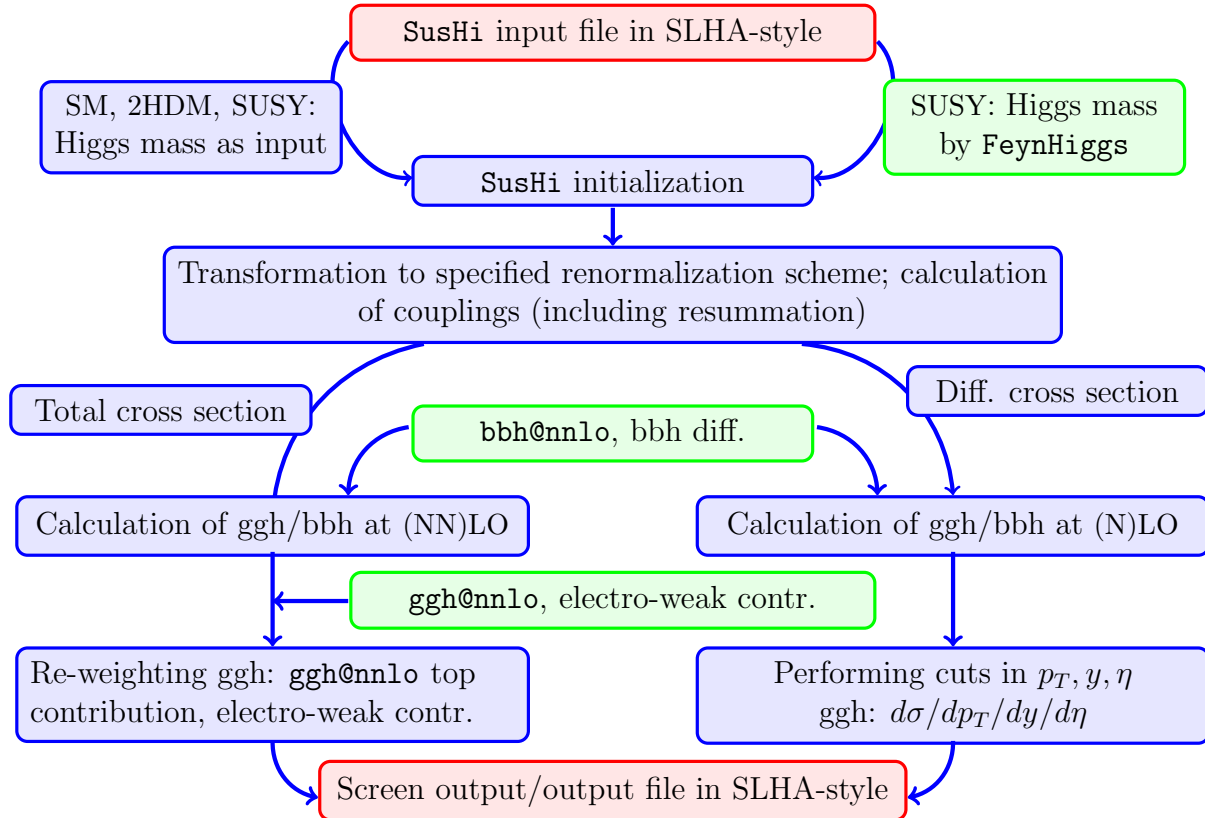 SusHi input file in SLHA-style
SM, 2HDM, SUSY:
Higgs mass as input
SUSY: Higgs mass
by FeynHiggs
SusHi initialization
Transformation to specified renormalization scheme; calculation
of couplings (including resummation)
Total cross section
Diff. cross section
bbh@nnlo, bbh diff.
Calculation of ggh/bbh at (NN)LO
Calculation of ggh/bbh at (N)LO
ggh@nnlo, electro-weak contr.
Re-weighting ggh: ggh@nnlo top
contribution, electro-weak contr.
Performing cuts in p_T, y, η
ggh: dσ/dp_T/dy/dη
Screen output/output file in SLHA-style